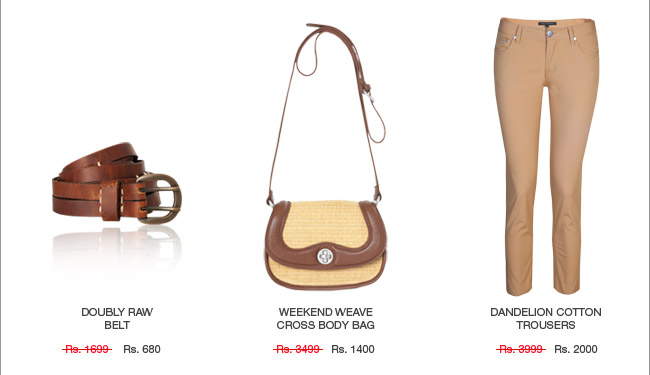 DOUBLY RAW
BELT
Rs. 1699 Rs. 680
WEEKEND WEAVE
CROSS BODY BAG
Rs. 3499 Rs. 1400
DANDELION COTTON
TROUSERS
Rs. 3999 Rs. 2000